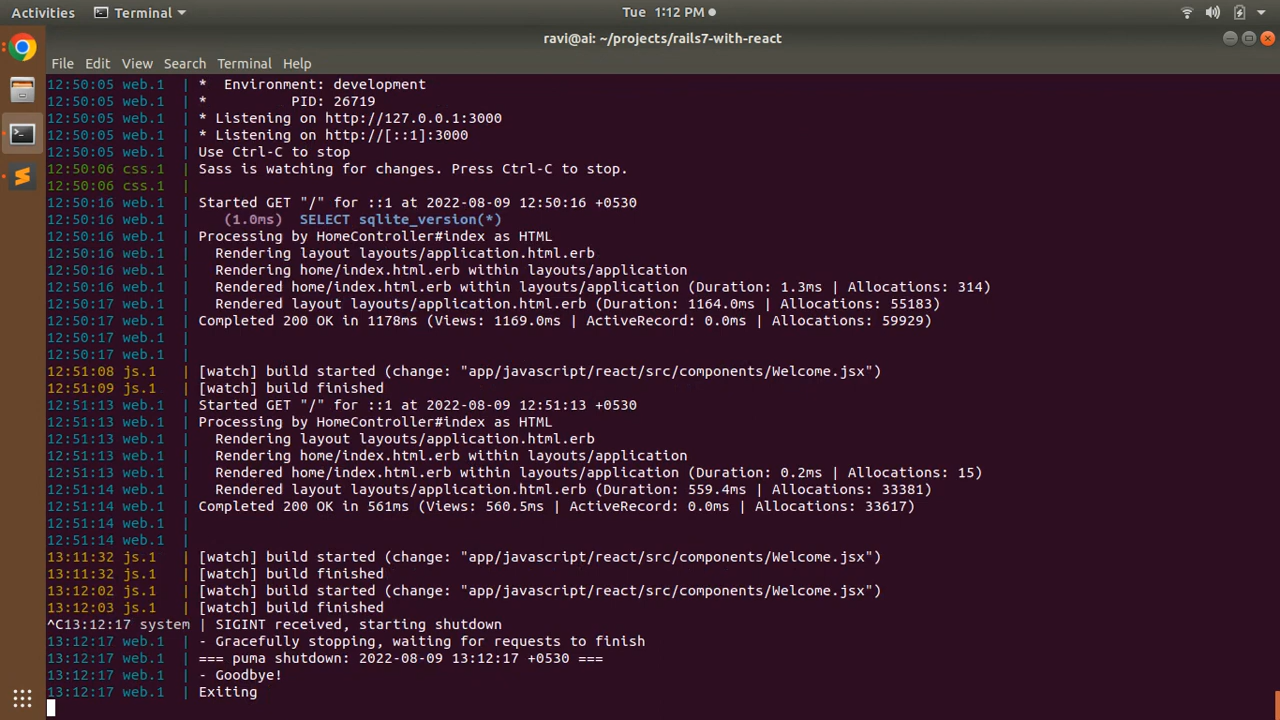 Activities Terminal Tue 1:12 PM
ravi@ai: ~/projects/rails7-with-react
File Edit View Search Terminal Help
12:50:05 web.1  | *  Environment: development
12:50:05 web.1  | *          PID: 26719
12:50:05 web.1  | * Listening on http://127.0.0.1:3000
12:50:05 web.1  | * Listening on http://[::1]:3000
12:50:05 web.1  | Use Ctrl-C to stop
12:50:06 css.1  | Sass is watching for changes. Press Ctrl-C to stop.
12:50:06 css.1  |
12:50:16 web.1  | Started GET "/" for ::1 at 2022-08-09 12:50:16 +0530
12:50:16 web.1  |    (1.0ms)  SELECT sqlite_version(*)
12:50:16 web.1  | Processing by HomeController#index as HTML
12:50:16 web.1  |   Rendering layout layouts/application.html.erb
12:50:16 web.1  |   Rendering home/index.html.erb within layouts/application
12:50:16 web.1  |   Rendered home/index.html.erb within layouts/application (Duration: 1.3ms | Allocations: 314)
12:50:17 web.1  |   Rendered layout layouts/application.html.erb (Duration: 1164.0ms | Allocations: 55183)
12:50:17 web.1  | Completed 200 OK in 1178ms (Views: 1169.0ms | ActiveRecord: 0.0ms | Allocations: 59929)
12:50:17 web.1  |
12:50:17 web.1  |
12:51:08 js.1   | [watch] build started (change: "app/javascript/react/src/components/Welcome.jsx")
12:51:09 js.1   | [watch] build finished
12:51:13 web.1  | Started GET "/" for ::1 at 2022-08-09 12:51:13 +0530
12:51:13 web.1  | Processing by HomeController#index as HTML
12:51:13 web.1  |   Rendering layout layouts/application.html.erb
12:51:13 web.1  |   Rendering home/index.html.erb within layouts/application
12:51:13 web.1  |   Rendered home/index.html.erb within layouts/application (Duration: 0.2ms | Allocations: 15)
12:51:14 web.1  |   Rendered layout layouts/application.html.erb (Duration: 559.4ms | Allocations: 33381)
12:51:14 web.1  | Completed 200 OK in 561ms (Views: 560.5ms | ActiveRecord: 0.0ms | Allocations: 33617)
12:51:14 web.1  |
12:51:14 web.1  |
13:11:32 js.1   | [watch] build started (change: "app/javascript/react/src/components/Welcome.jsx")
13:11:32 js.1   | [watch] build finished
13:12:02 js.1   | [watch] build started (change: "app/javascript/react/src/components/Welcome.jsx")
13:12:03 js.1   | [watch] build finished
^C13:12:17 system | SIGINT received, starting shutdown
13:12:17 web.1  | - Gracefully stopping, waiting for requests to finish
13:12:17 web.1  | === puma shutdown: 2022-08-09 13:12:17 +0530 ===
13:12:17 web.1  | - Goodbye!
13:12:17 web.1  | Exiting